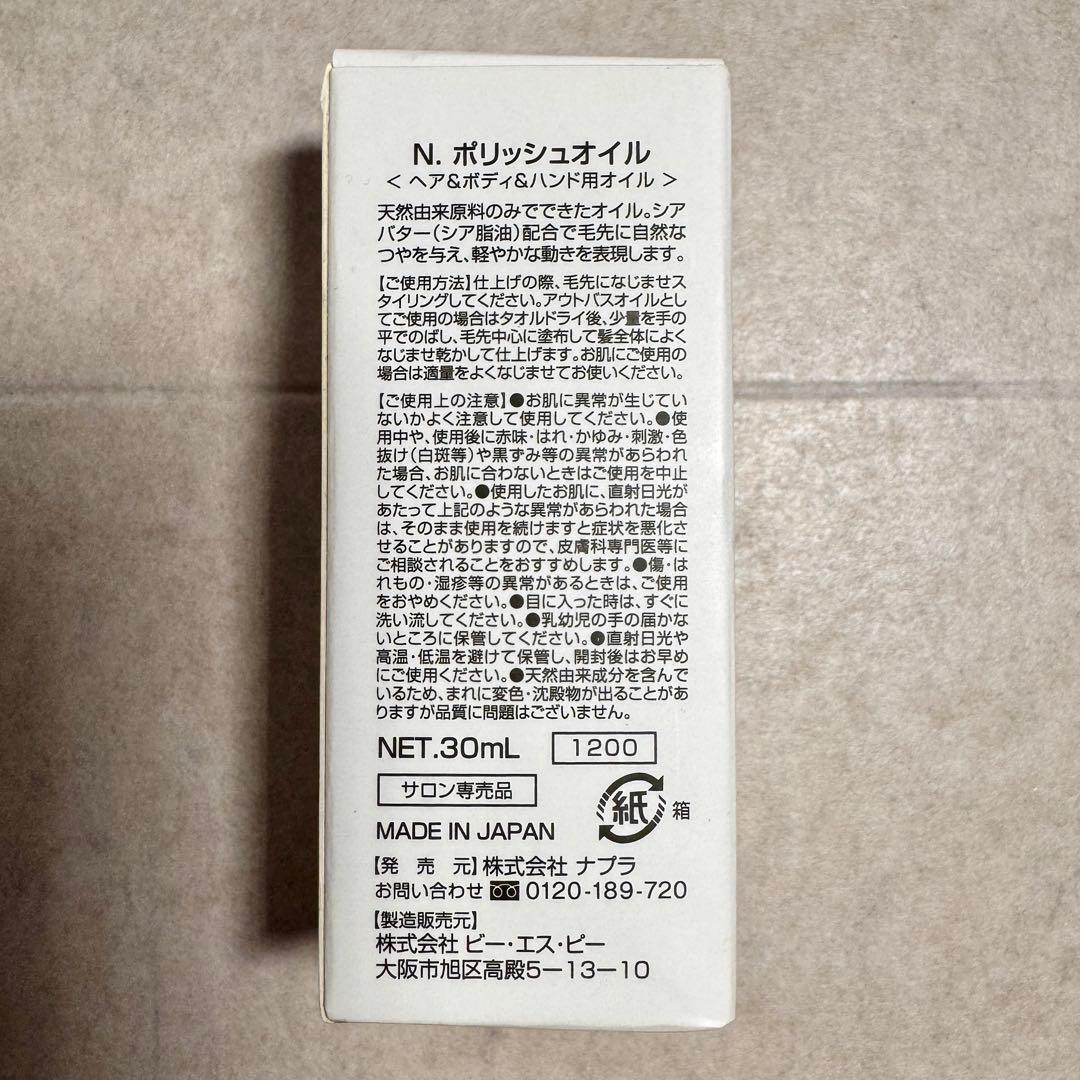 N. ポリッシュオイル
< ヘア&ボディ&ハンド用オイル >
天然由来原料のみでできたオイル。シア
バター(シア脂油)配合で毛先に自然な
つやを与え、軽やかな動きを表現します。
【ご使用方法】仕上げの際、毛先になじませス
タイリングしてください。アウトバスオイルとし
てご使用の場合はタオルドライ後、少量を手の
平でのばし、毛先中心に塗布して髪全体によく
なじませ乾かして仕上げます。お肌にご使用の
場合は適量をよくなじませてお使いください。
【ご使用上の注意】●お肌に異常が生じてい
ないかよく注意して使用してください。●使
用中や、使用後に赤味・はれ・かゆみ・刺激・色
抜け(白斑等)や黒ずみ等の異常があらわれ
た場合、お肌に合わないときはご使用を中止
してください。●使用したお肌に、直射日光が
あたって上記のような異常があらわれた場合
は、そのまま使用を続けますと症状を悪化さ
せることがありますので、皮膚科専門医等に
ご相談されることをおすすめします。●傷・は
れもの・湿疹等の異常があるときは、ご使用
をおやめください。●目に入った時は、すぐに
洗い流してください。●乳幼児の手の届かな
いところに保管してください。●直射日光や
高温・低温を避けて保管し、開封後はお早め
にご使用ください。●天然由来成分を含んで
いるため、まれに変色・沈殿物が出ることがあ
りますが品質に問題はございません。
NET.30mL 1200
サロン専売品
紙 箱
MADE IN JAPAN
【発 売 元】株式会社 ナプラ
お問い合わせ 0120-189-720
【製造販売元】
株式会社 ビー・エス・ピー
大阪市旭区高殿5-13-10